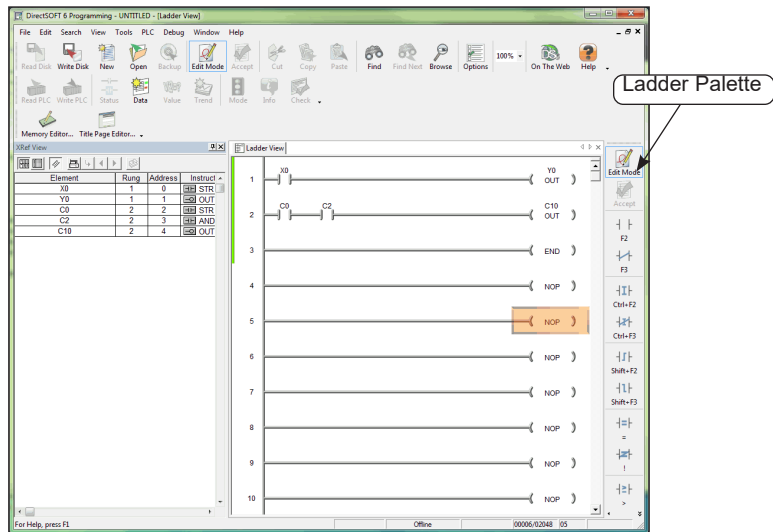 DirectSOFT 6 Programming - UNTITLED - [Ladder View]
File Edit Search View Tools PLC Debug Window Help
Read Disk Write Disk New Open Backup Edit Mode Accept Cut Copy Paste Find Find Next Browse Options 100% On The Web Help
Read PLC Write PLC Status Data Value Trend Mode Info Check
Memory Editor... Title Page Editor...
XRef View
Element Rung Address Instruct
X0 1 0 STR
Y0 1 1 OUT
C0 2 2 STR
C2 2 3 AND
C10 2 4 OUT
Ladder View
1 X0 Y0 OUT
2 C0 C2 C10 OUT
3 END
4 NOP
5 NOP
6 NOP
7 NOP
8 NOP
9 NOP
10 NOP
Ladder Palette
Edit Mode
Accept
F2
F3
Ctrl+F2
Ctrl+F3
Shift+F2
Shift+F3
=
!
>
For Help, press F1
Offline
00006/02048 05